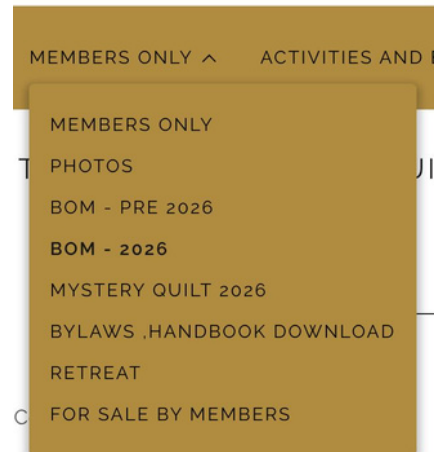 MEMBERS ONLY ACTIVITIES AND
MEMBERS ONLY
PHOTOS
BOM - PRE 2026
BOM - 2026
MYSTERY QUILT 2026
BYLAWS ,HANDBOOK DOWNLOAD
RETREAT
FOR SALE BY MEMBERS